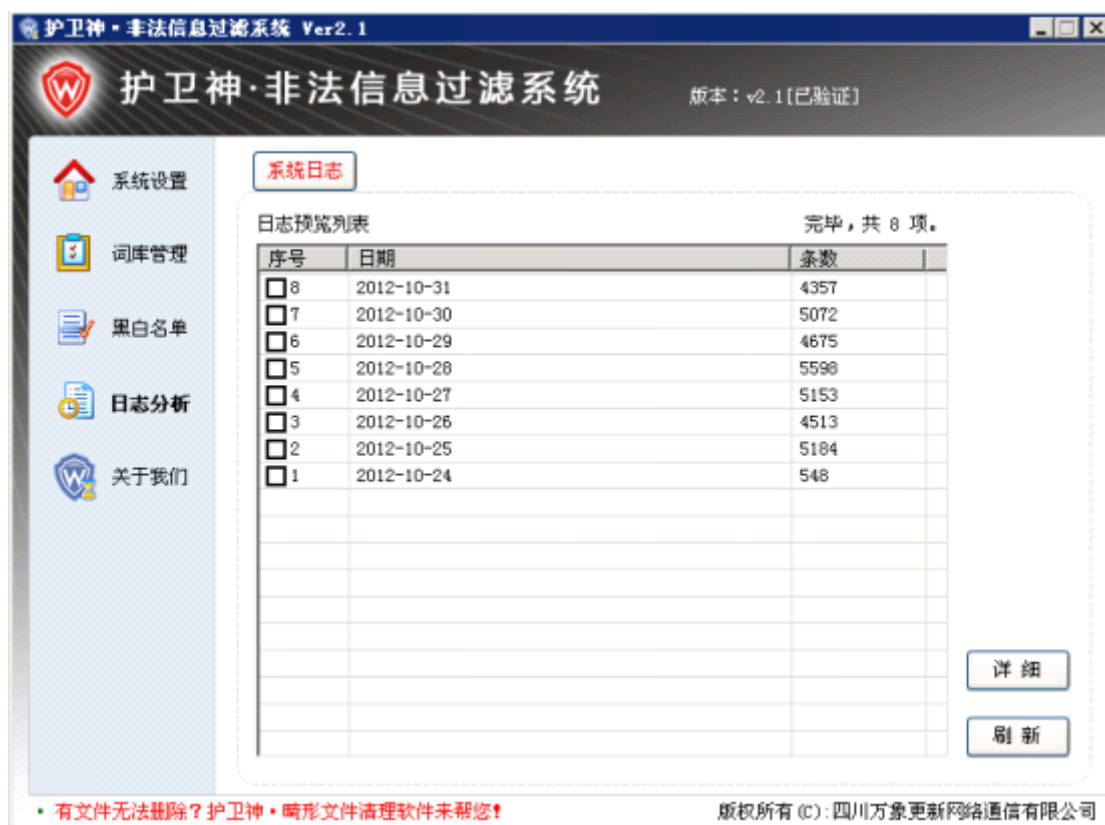 护卫神·非法信息过滤系统 Ver2.1
护卫神·非法信息过滤系统 版本：v2.1[已验证]
系统设置
词库管理
黑白名单
日志分析
关于我们
系统日志
日志预览列表 完毕，共 8 项。
序号 日期 条数
8 2012-10-31 4357
7 2012-10-30 5072
6 2012-10-29 4675
5 2012-10-28 5598
4 2012-10-27 5153
3 2012-10-26 4513
2 2012-10-25 5184
1 2012-10-24 548
详 细
刷 新
· 有文件无法删除？护卫神·畸形文件清理软件来帮您！ 版权所有(C):四川万象更新网络通信有限公司